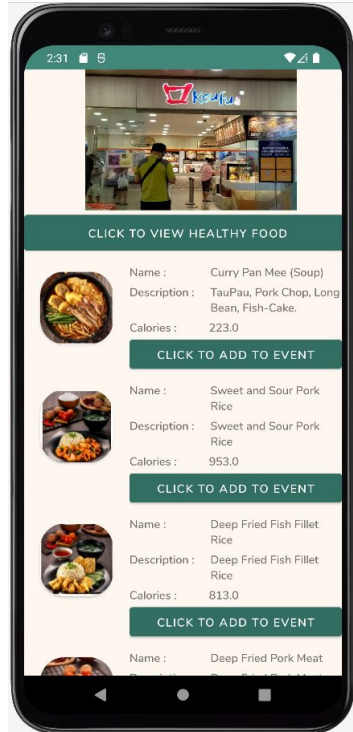 2:31
Koufu
CLICK TO VIEW HEALTHY FOOD
Name : Curry Pan Mee (Soup)
Description : TauPau, Pork Chop, Long
Bean, Fish-Cake.
Calories : 223.0
CLICK TO ADD TO EVENT
Name : Sweet and Sour Pork
Rice
Description : Sweet and Sour Pork
Rice
Calories : 953.0
CLICK TO ADD TO EVENT
Name : Deep Fried Fish Fillet
Rice
Description : Deep Fried Fish Fillet
Rice
Calories : 813.0
CLICK TO ADD TO EVENT
Name : Deep Fried Pork Meat